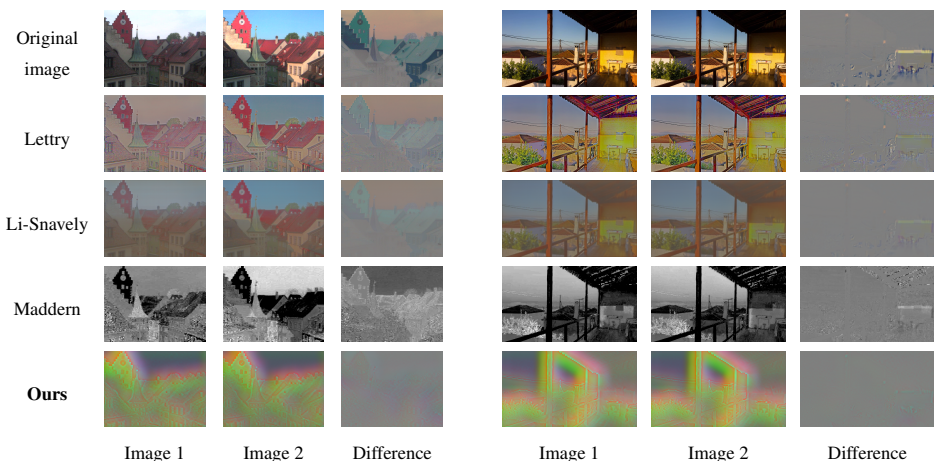 Original
image
Lettry
Li-Snavely
Maddern
Ours
Image 1 Image 2 Difference Image 1 Image 2 Difference